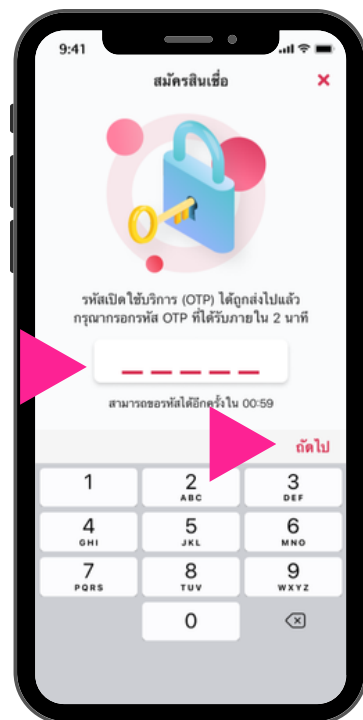 9:41
สมัครสินเชื่อ
รหัสเปิดใช้บริการ (OTP) ได้ถูกส่งไปแล้ว
กรุณากรอกรหัส OTP ที่ได้รับภายใน 2 นาที
สามารถขอรหัสได้อีกครั้งใน 00:59
ถัดไป
1 2 3
ABC DEF
4 5 6
GHI JKL MNO
7 8 9
PQRS TUV WXYZ
0